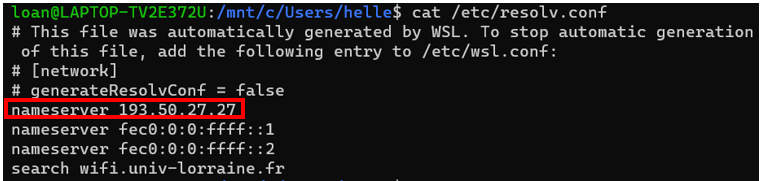 loan@LAPTOP-TV2E372U:/mnt/c/Users/helle$ cat /etc/resolv.conf
# This file was automatically generated by WSL. To stop automatic generation
 of this file, add the following entry to /etc/wsl.conf:
# [network]
# generateResolvConf = false
nameserver 193.50.27.27
nameserver fec0:0:0:ffff::1
nameserver fec0:0:0:ffff::2
search wifi.univ-lorraine.fr